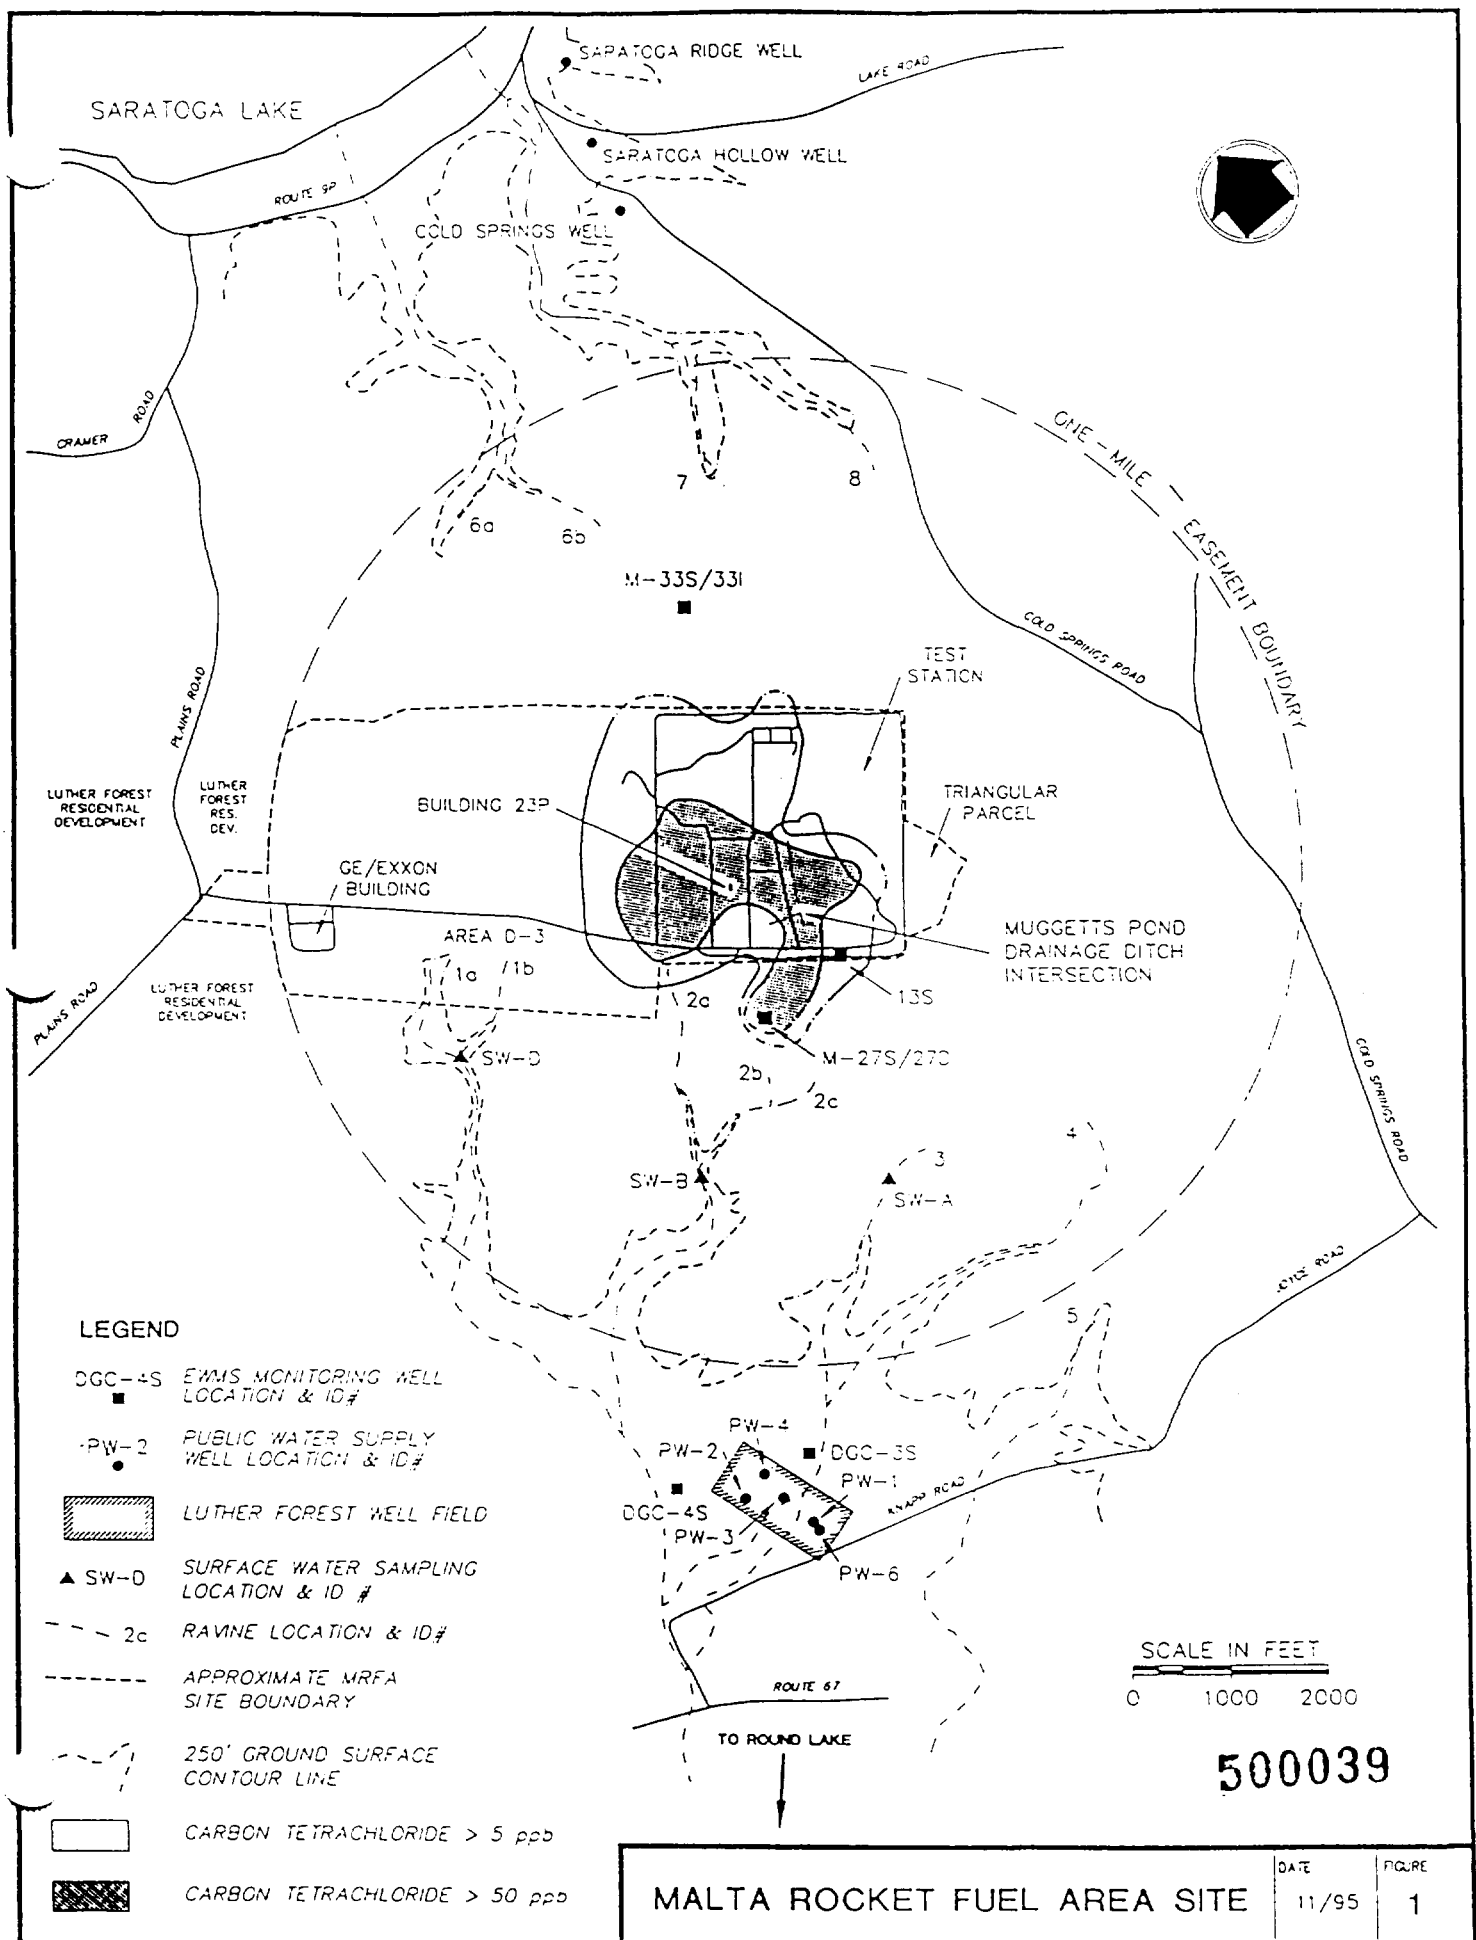 SARATOGA RIDGE WELL
LAKE ROAD
SARATOGA LAKE
SARATOGA HOLLOW WELL
ROUTE 9P
COLD SPRINGS WELL
CRAMER ROAD
ONE-MILE EASEMENT BOUNDARY
7
8
6a
6b
M-33S/33I
COLD SPRINGS ROAD
TEST
STATION
PLAINS ROAD
LUTHER FOREST
RESIDENTIAL
DEVELOPMENT
LUTHER
FOREST
RES.
DEV.
BUILDING 23P
TRIANGULAR
PARCEL
GE/EXXON
BUILDING
AREA D-3
MUGGETTS POND
DRAINAGE DITCH
INTERSECTION
1a
1b
LUTHER FOREST
RESIDENTIAL
DEVELOPMENT
PLAINS ROAD
2a
13S
SW-D
M-27S/27D
2b
2c
COLD SPRINGS ROAD
4
3
SW-B
SW-A
JOYCE ROAD
5
LEGEND
DGC-4S EWMS MONITORING WELL
LOCATION & ID#
PW-2 PUBLIC WATER SUPPLY
WELL LOCATION & ID#
LUTHER FOREST WELL FIELD
SW-D SURFACE WATER SAMPLING
LOCATION & ID #
2c RAVINE LOCATION & ID#
APPROXIMATE MRFA
SITE BOUNDARY
250' GROUND SURFACE
CONTOUR LINE
CARBON TETRACHLORIDE > 5 ppb
CARBON TETRACHLORIDE > 50 ppb
PW-4
PW-2
DGC-3S
PW-1
KNAPP ROAD
DGC-4S
PW-3
PW-6
SCALE IN FEET
0 1000 2000
ROUTE 67
TO ROUND LAKE
500039
MALTA ROCKET FUEL AREA SITE
DATE
11/95
FIGURE
1